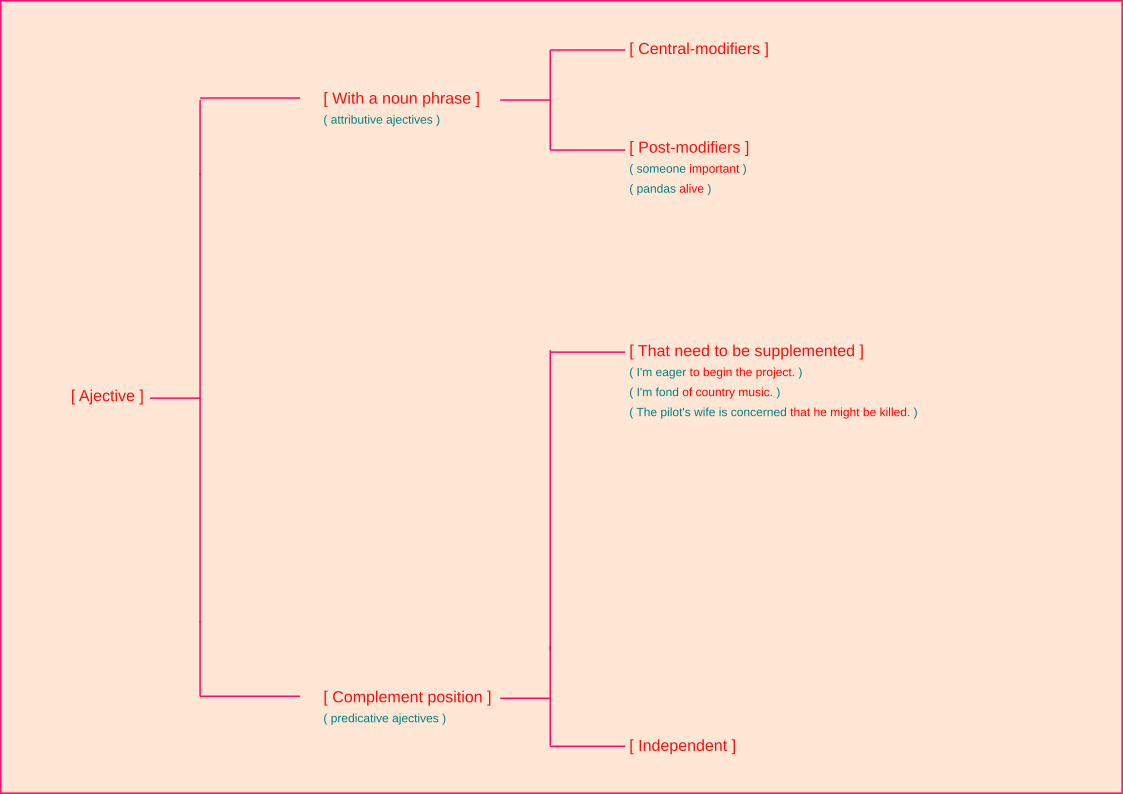 [ Central-modifiers ]
[ With a noun phrase ]
( attributive ajectives )
[ Post-modifiers ]
( someone important )
( pandas alive )
[ That need to be supplemented ]
( I'm eager to begin the project. )
( I'm fond of country music. )
( The pilot's wife is concerned that he might be killed. )
[ Ajective ]
[ Complement position ]
( predicative ajectives )
[ Independent ]